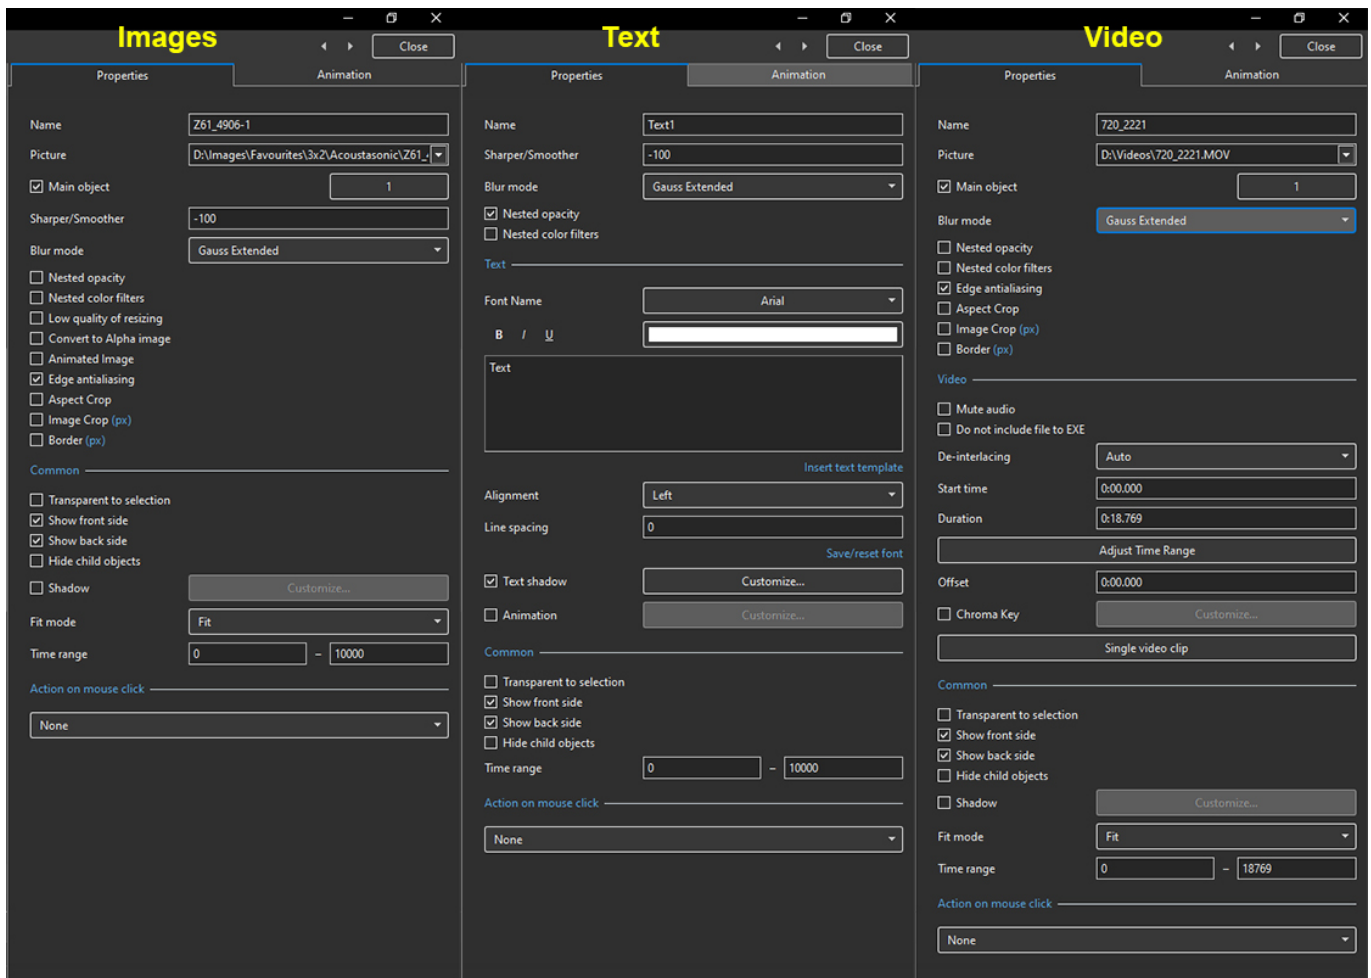 Images
Close
Properties Animation
Name Z61_4906-1
Picture D:\Images\Favourites\3x2\Acoustasonic\Z61_
Main object 1
Sharper/Smoother -100
Blur mode Gauss Extended
Nested opacity
Nested color filters
Low quality of resizing
Convert to Alpha image
Animated Image
Edge antialiasing
Aspect Crop
Image Crop (px)
Border (px)
Common
Transparent to selection
Show front side
Show back side
Hide child objects
Shadow Customize...
Fit mode Fit
Time range 0 – 10000
Action on mouse click
None
Text
Close
Properties Animation
Name Text1
Sharper/Smoother -100
Blur mode Gauss Extended
Nested opacity
Nested color filters
Text
Font Name Arial
B I U
Text
Insert text template
Alignment Left
Line spacing 0
Save/reset font
Text shadow Customize...
Animation Customize...
Common
Transparent to selection
Show front side
Show back side
Hide child objects
Time range 0 – 10000
Action on mouse click
None
Video
Close
Properties Animation
Name 720_2221
Picture D:\Videos\720_2221.MOV
Main object 1
Blur mode Gauss Extended
Nested opacity
Nested color filters
Edge antialiasing
Aspect Crop
Image Crop (px)
Border (px)
Video
Mute audio
Do not include file to EXE
De-interlacing Auto
Start time 0:00.000
Duration 0:18.769
Adjust Time Range
Offset 0:00.000
Chroma Key Customize...
Single video clip
Common
Transparent to selection
Show front side
Show back side
Hide child objects
Shadow Customize...
Fit mode Fit
Time range 0 – 18769
Action on mouse click
None